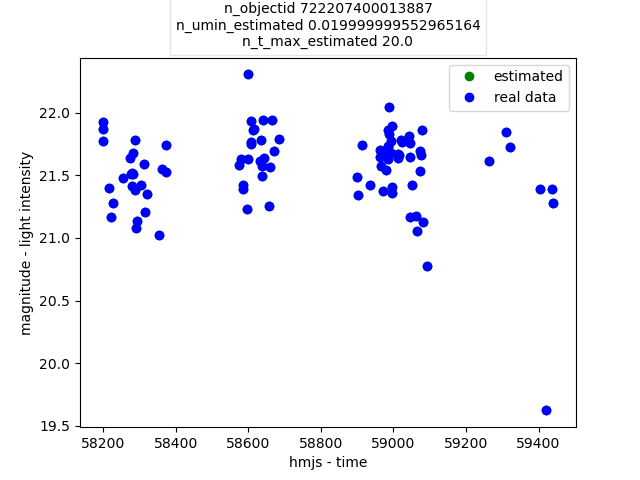 n_objectid 722207400013887
n_umin_estimated 0.019999999552965164
n_t_max_estimated 20.0
estimated
real data
22.0
21.5
21.0
20.5
20.0
19.5
magnitude - light intensity
58200 58400 58600 58800 59000 59200 59400
hmjs - time